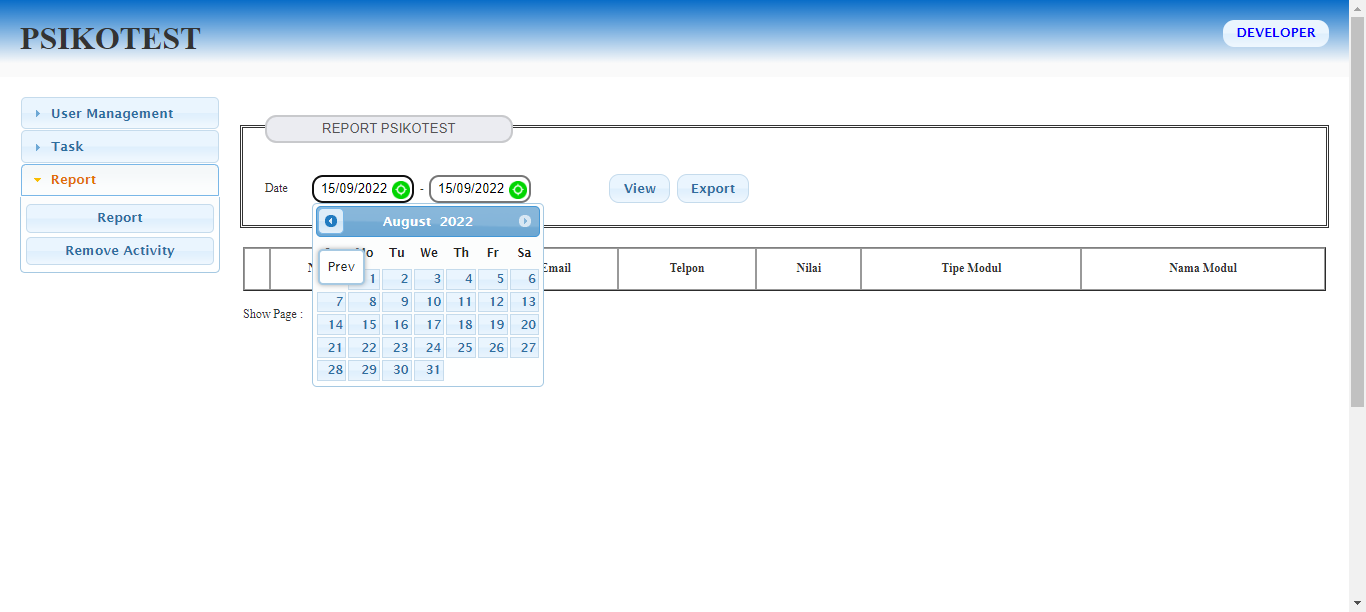 PSIKOTEST
DEVELOPER
User Management
Task
Report
Report
Remove Activity
REPORT PSIKOTEST
Date 15/09/2022 - 15/09/2022 View Export
August 2022
Tu We Th Fr Sa
Prev
1 2 3 4 5 6
7 8 9 10 11 12 13
14 15 16 17 18 19 20
21 22 23 24 25 26 27
28 29 30 31
Email Telpon Nilai Tipe Modul Nama Modul
Show Page :